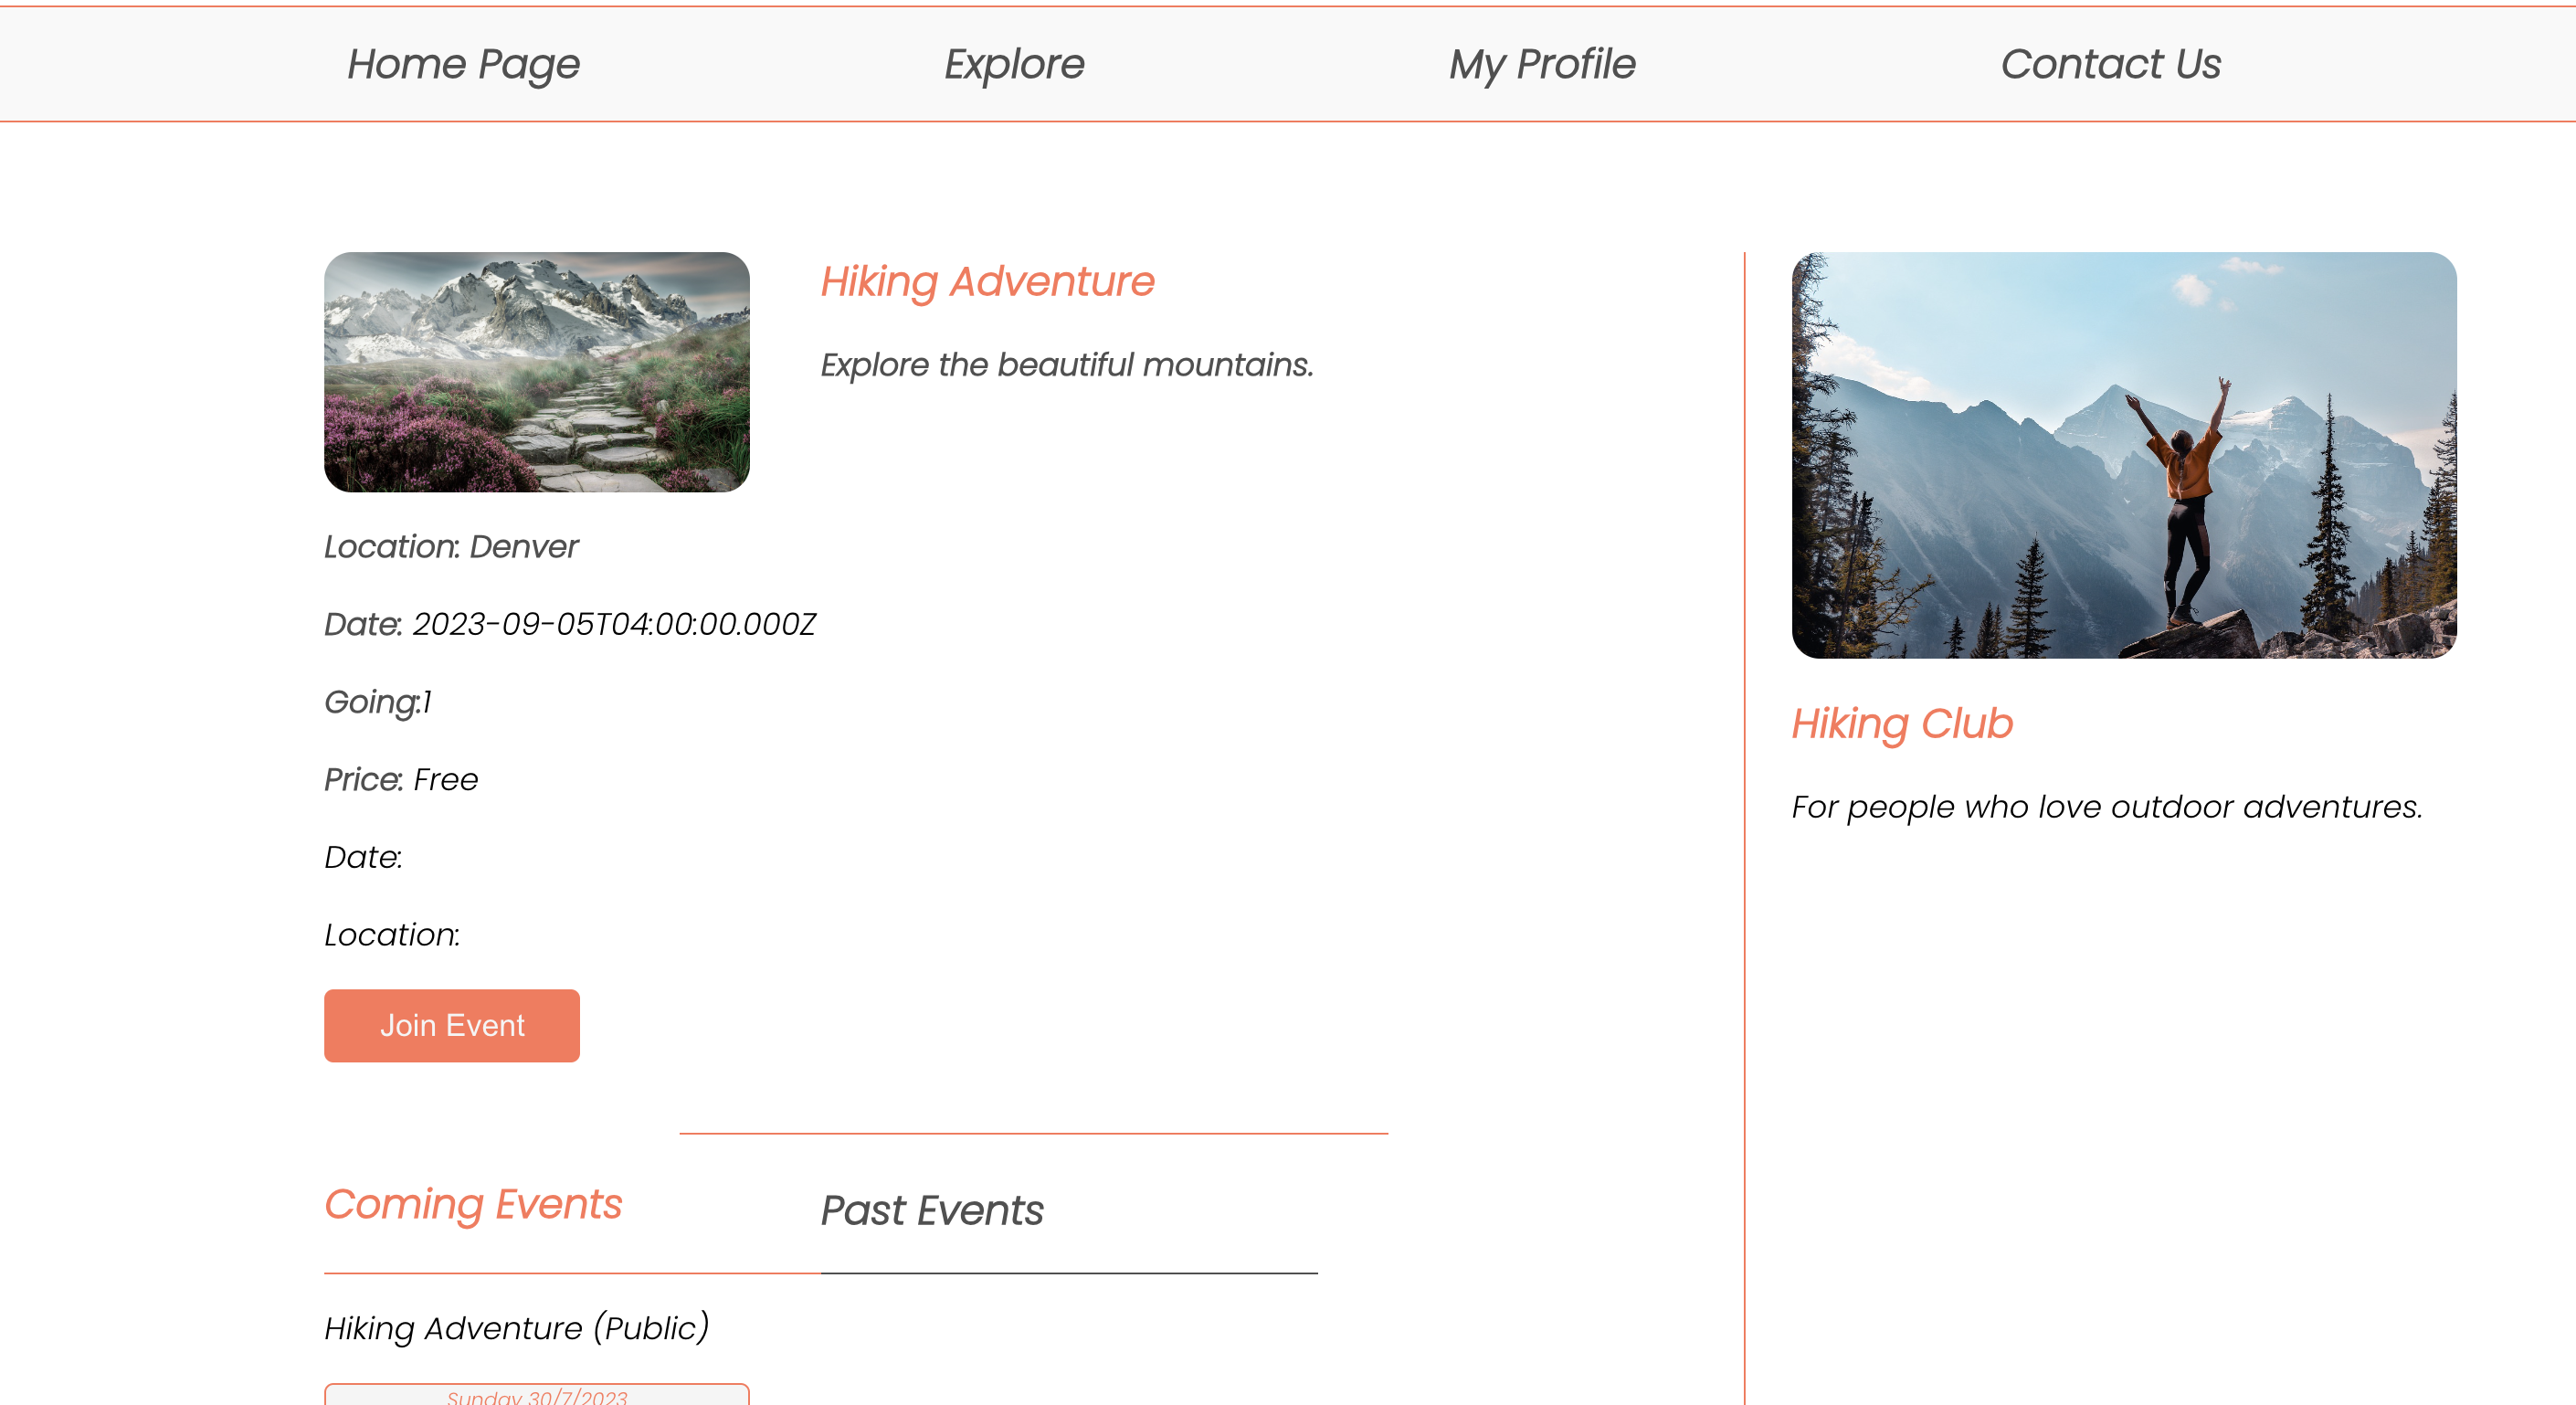 Home Page
Explore
My Profile
Contact Us
Hiking Adventure
Explore the beautiful mountains.
Location: Denver
Date: 2023-09-05T04:00:00.000Z
Going:1
Price: Free
Date:
Location:
Join Event
Coming Events
Past Events
Hiking Adventure (Public)
Sunday 30/7/2023
Hiking Club
For people who love outdoor adventures.